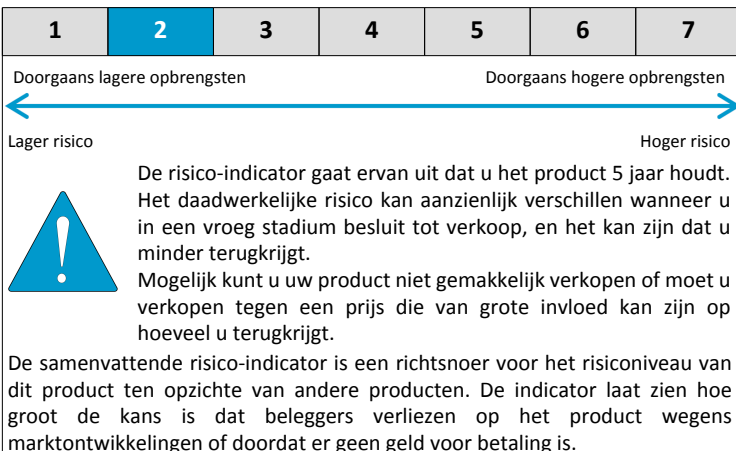 1 2 3 4 5 6 7
Doorgaans lagere opbrengsten Doorgaans hogere opbrengsten
Lager risico Hoger risico
De risico-indicator gaat ervan uit dat u het product 5 jaar houdt.
Het daadwerkelijke risico kan aanzienlijk verschillen wanneer u
in een vroeg stadium besluit tot verkoop, en het kan zijn dat u
minder terugkrijgt.
Mogelijk kunt u uw product niet gemakkelijk verkopen of moet u
verkopen tegen een prijs die van grote invloed kan zijn op
hoeveel u terugkrijgt.
De samenvattende risico-indicator is een richtsnoer voor het risiconiveau van
dit product ten opzichte van andere producten. De indicator laat zien hoe
groot de kans is dat beleggers verliezen op het product wegens
marktontwikkelingen of doordat er geen geld voor betaling is.